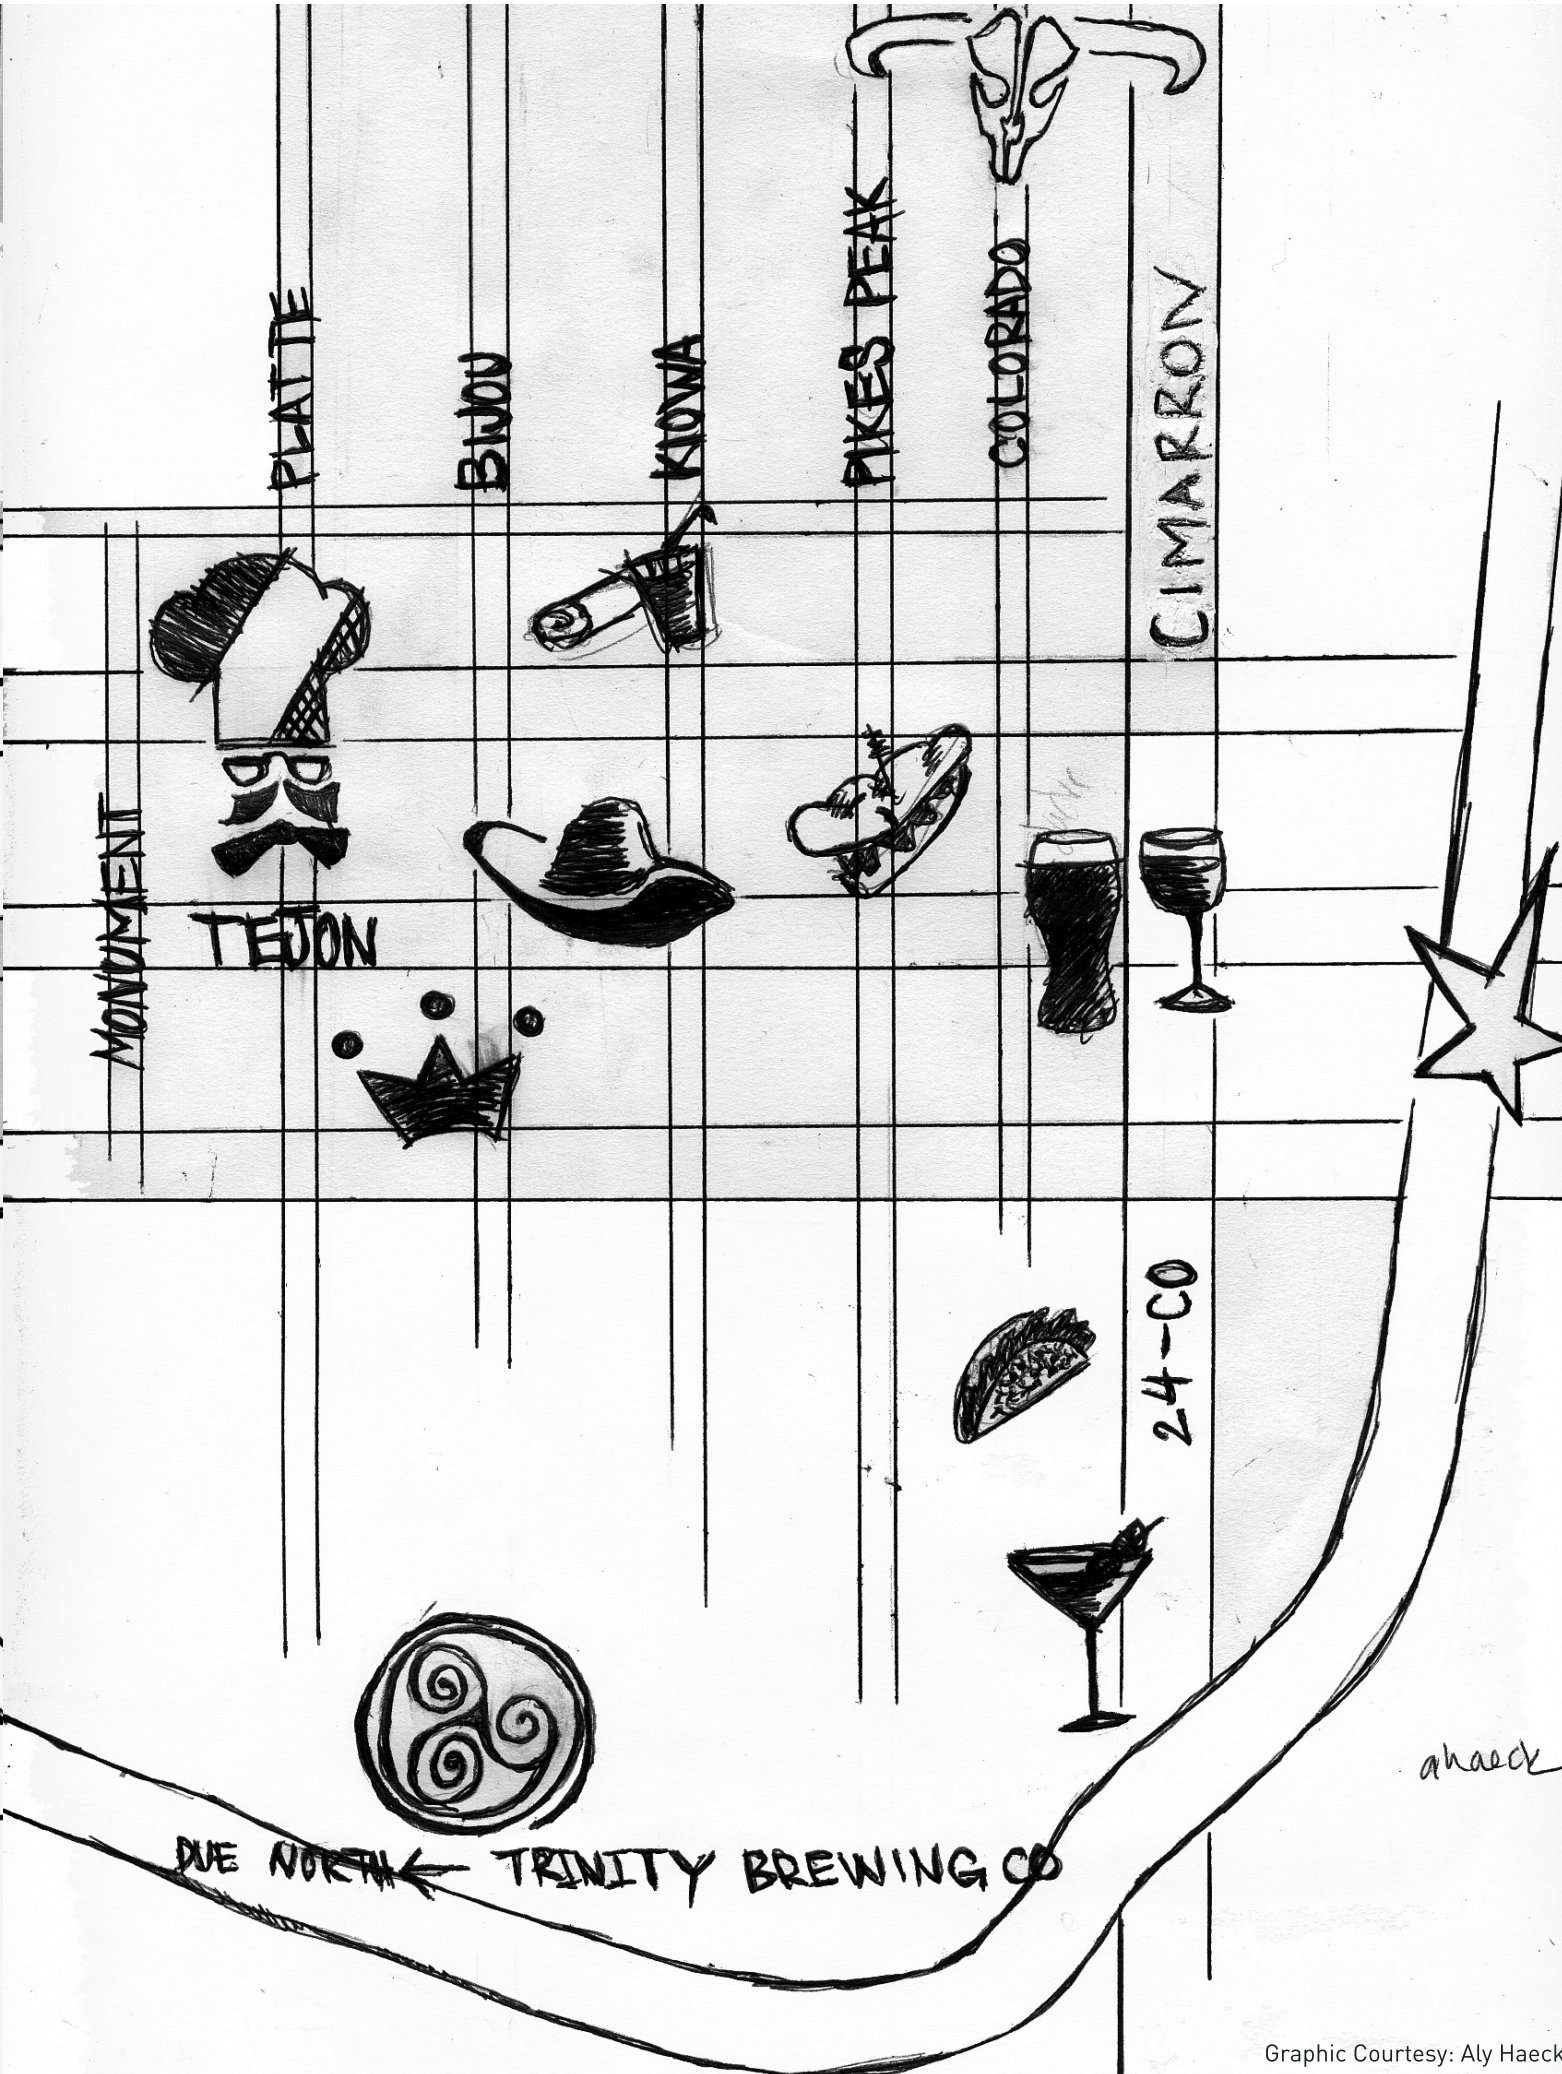 PLATTE
BIJOU
KIOWA
PIKES PEAK
COLORADO
CIMARRON
MONUMENT
TEJON
24-CO
DUE NORTH ← TRINITY BREWING CO
ahaeck
Graphic Courtesy: Aly Haeck